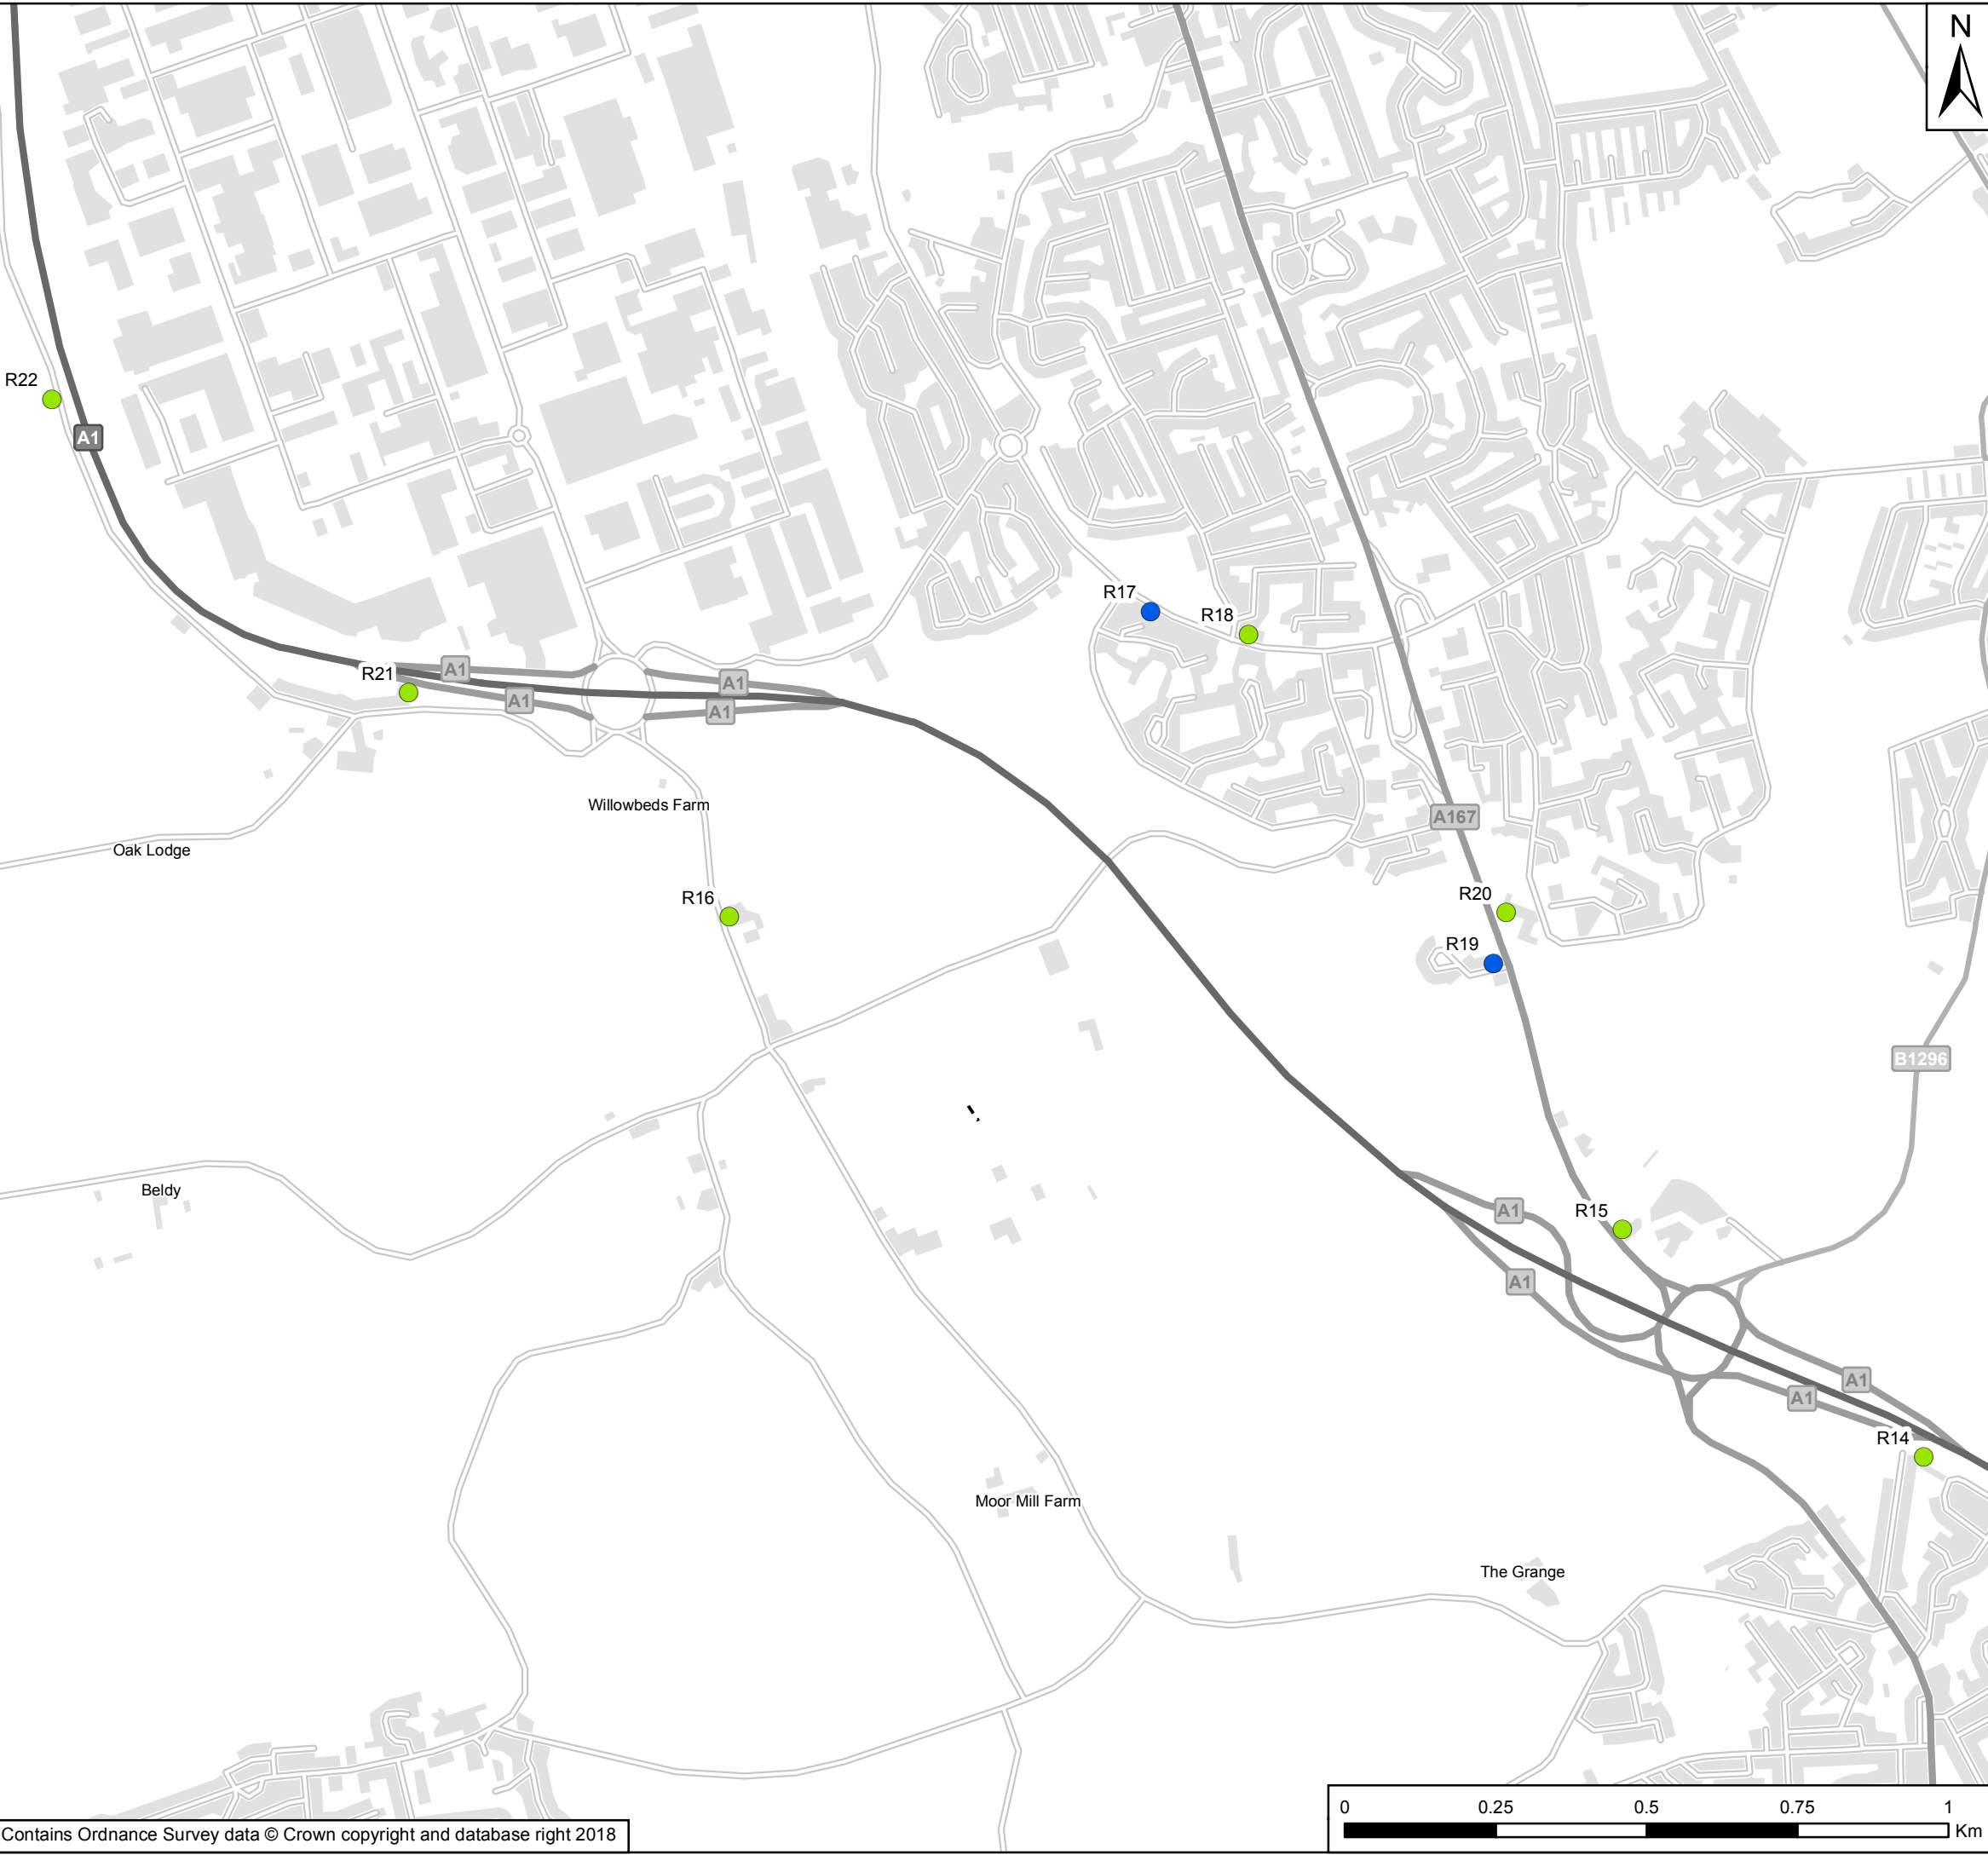 N
R22
A1
R17
R18
A1
R21
A1
A1
A1
Willowbeds Farm
A167
Oak Lodge
R16
R20
R19
B1296
Beldy
R15
A1
A1
A1
A1
R14
Moor Mill Farm
The Grange
0 0.25 0.5 0.75 1
Km
Contains Ordnance Survey data © Crown copyright and database right 2018